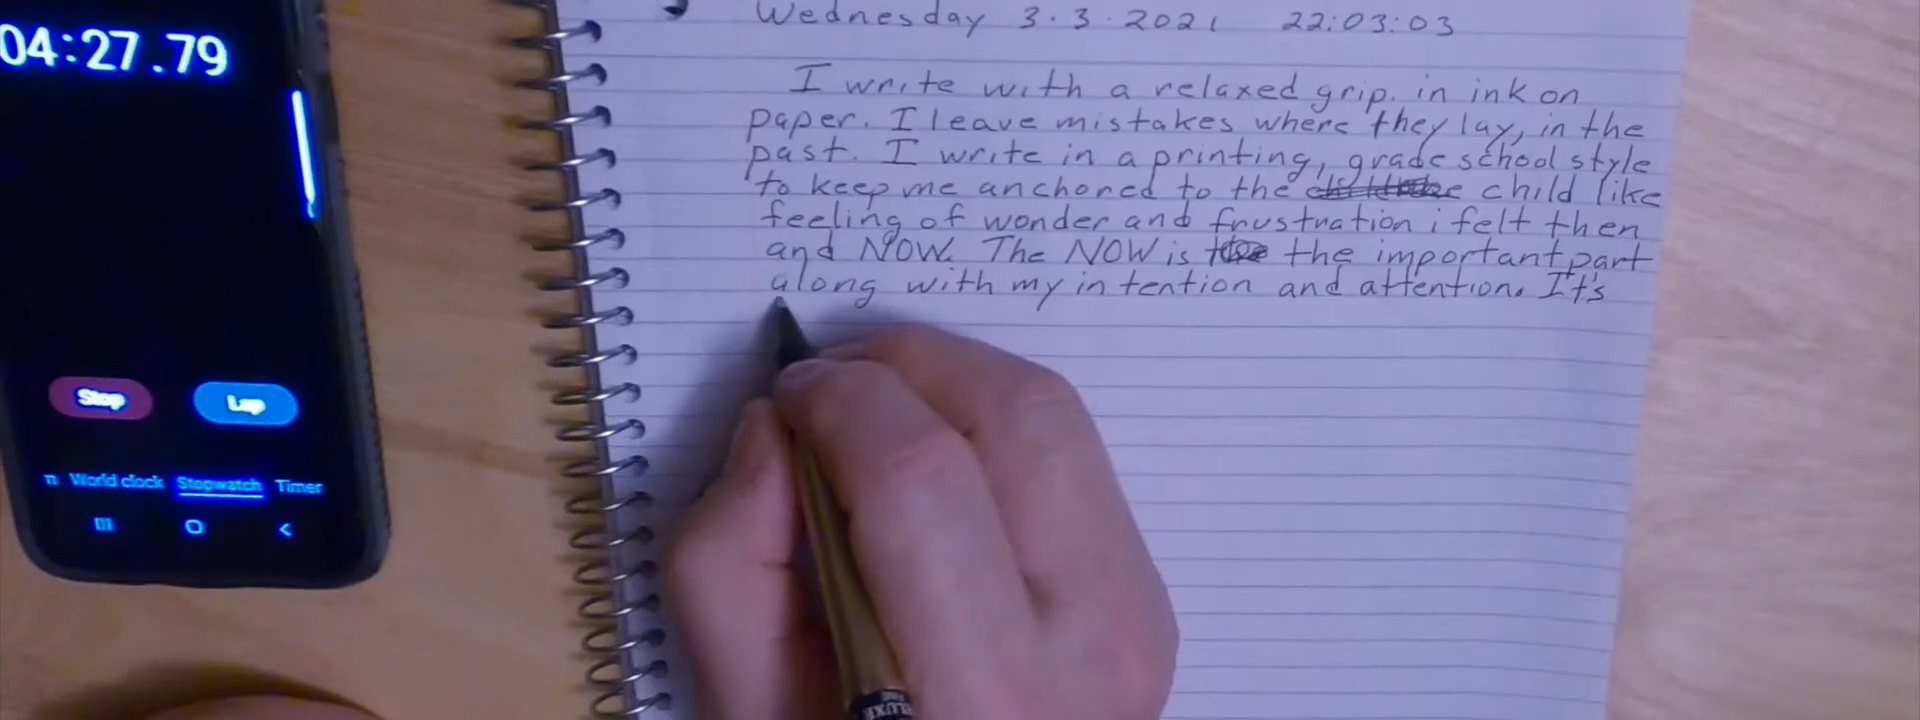 04:27.79
Stop Lap
World clock Stopwatch Timer
Wednesday 3.3.2021 22:03:03
I write with a relaxed grip. in ink on
paper. I leave mistakes where they lay, in the
past. I write in a printing, grade school style
to keep me anchored to the child like
feeling of wonder and frustration i felt then
and NOW. The NOW is the important part
along with my intention and attention. It's